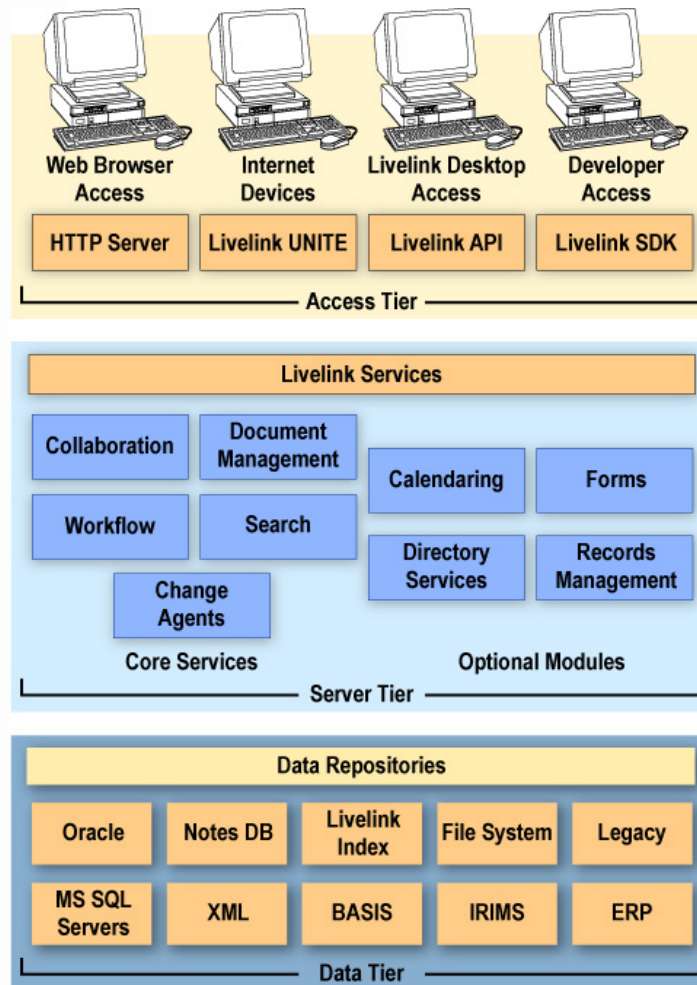 Web Browser
Access
Internet
Devices
Livelink Desktop
Access
Developer
Access
HTTP Server
Livelink UNITE
Livelink API
Livelink SDK
Access Tier
Livelink Services
Collaboration
Document
Management
Workflow
Search
Change
Agents
Calendaring
Forms
Directory
Services
Records
Management
Core Services
Optional Modules
Server Tier
Data Repositories
Oracle
Notes DB
Livelink
Index
File System
Legacy
MS SQL
Servers
XML
BASIS
IRIMS
ERP
Data Tier